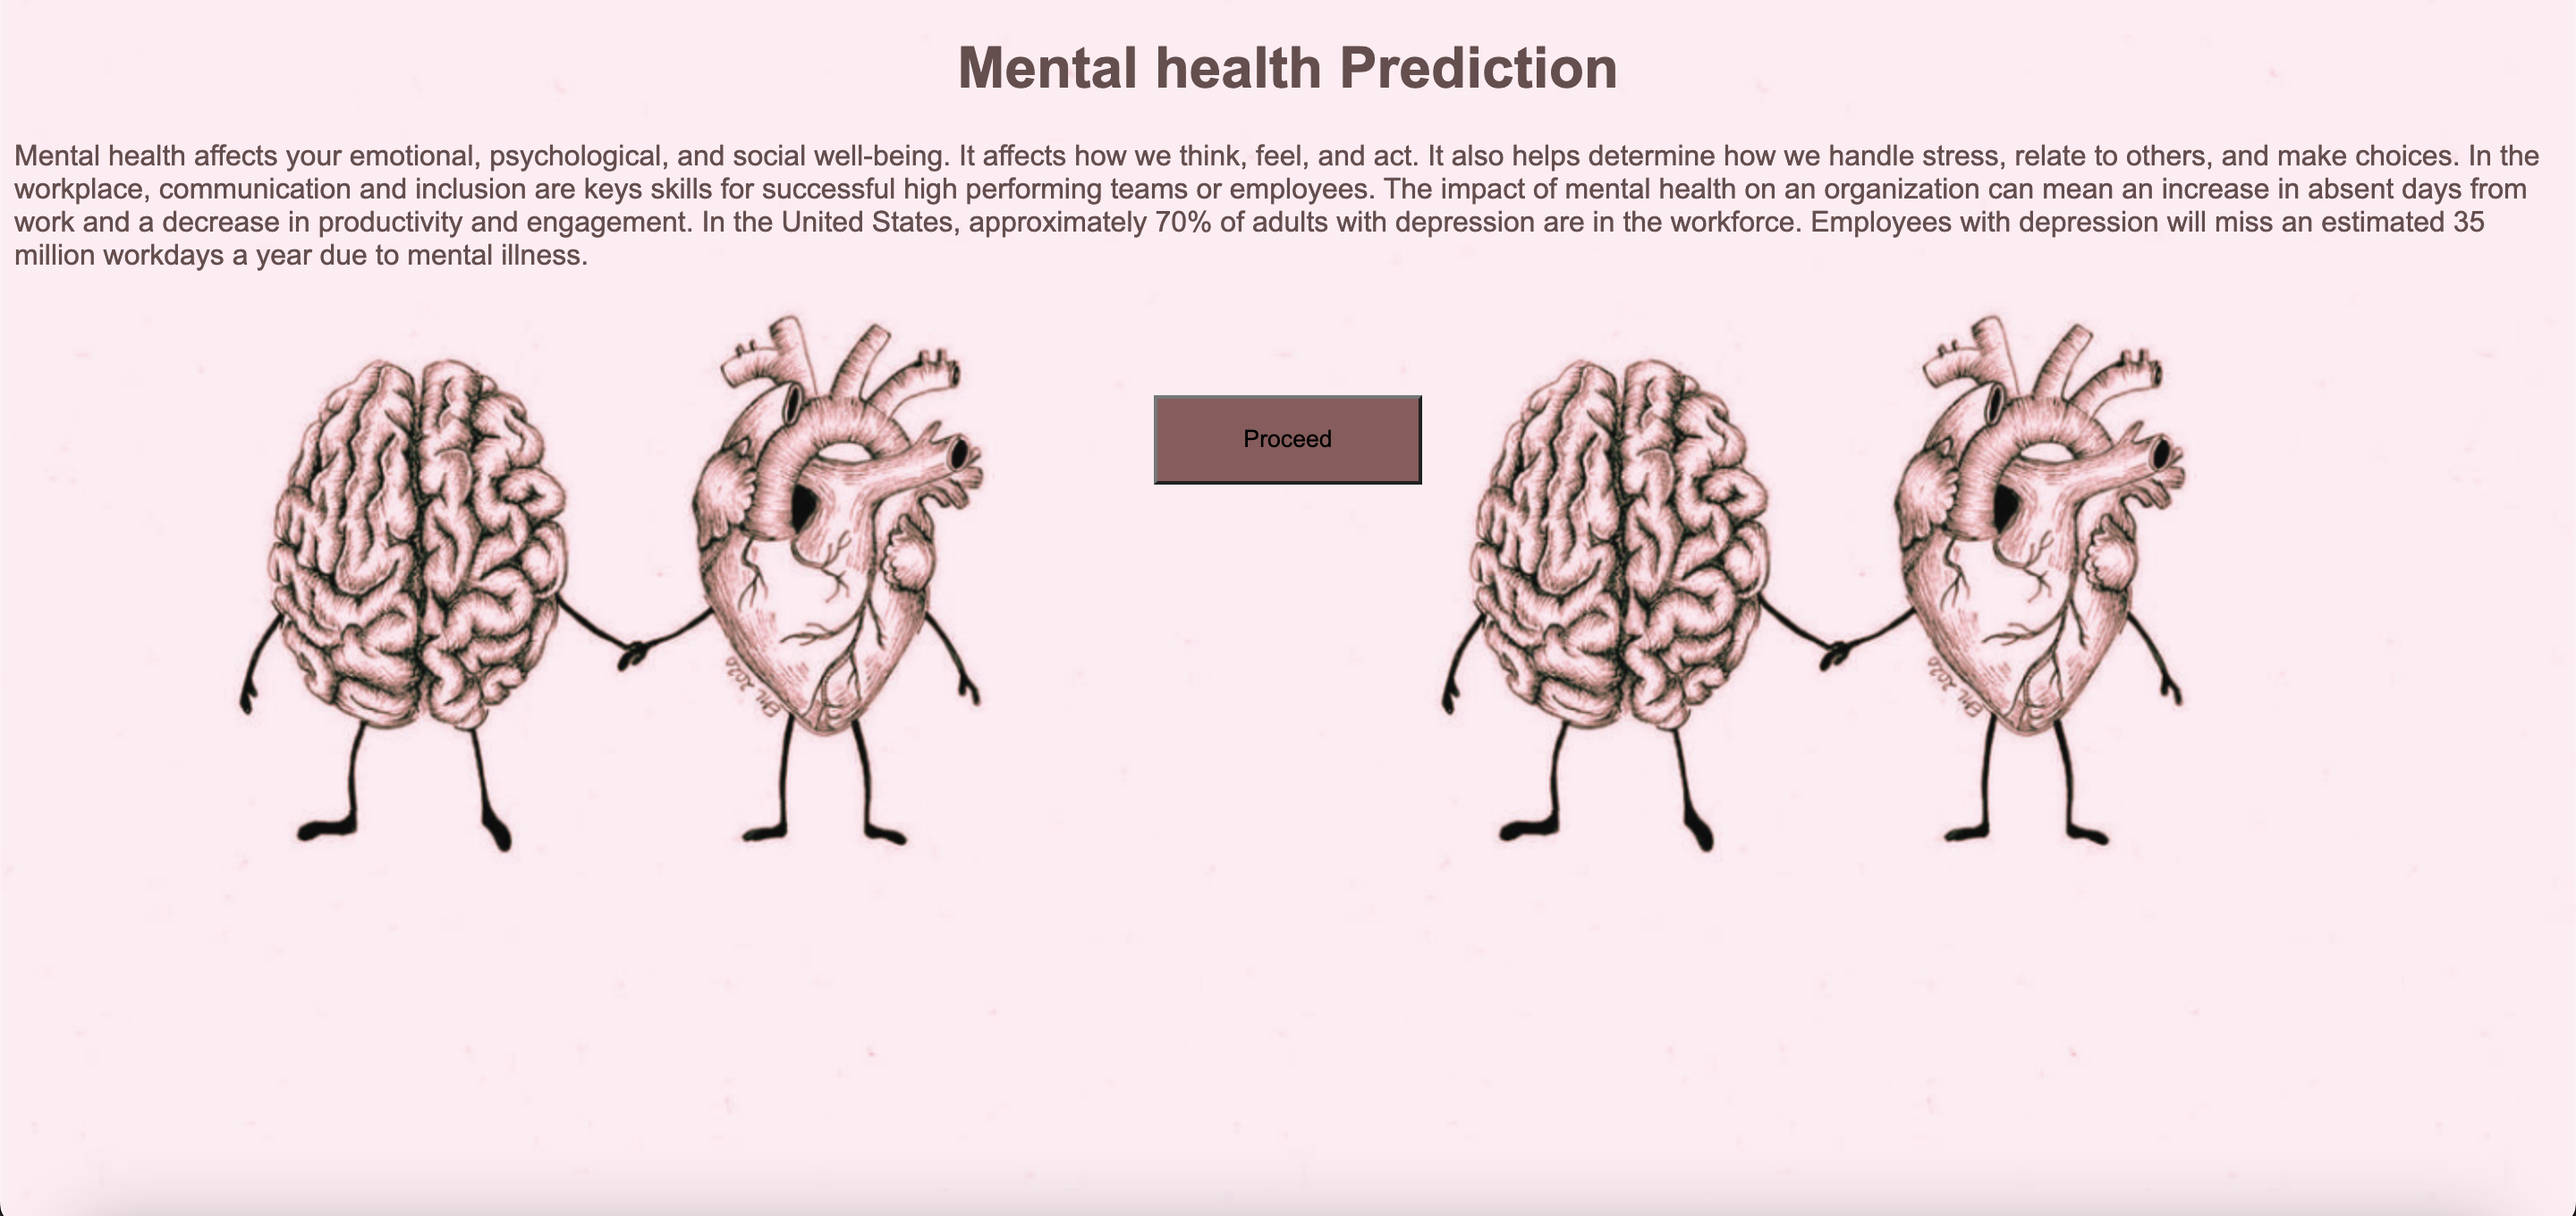 Mental health Prediction
Mental health affects your emotional, psychological, and social well-being. It affects how we think, feel, and act. It also helps determine how we handle stress, relate to others, and make choices. In the
workplace, communication and inclusion are keys skills for successful high performing teams or employees. The impact of mental health on an organization can mean an increase in absent days from
work and a decrease in productivity and engagement. In the United States, approximately 70% of adults with depression are in the workforce. Employees with depression will miss an estimated 35
million workdays a year due to mental illness.
Proceed
2020
2020